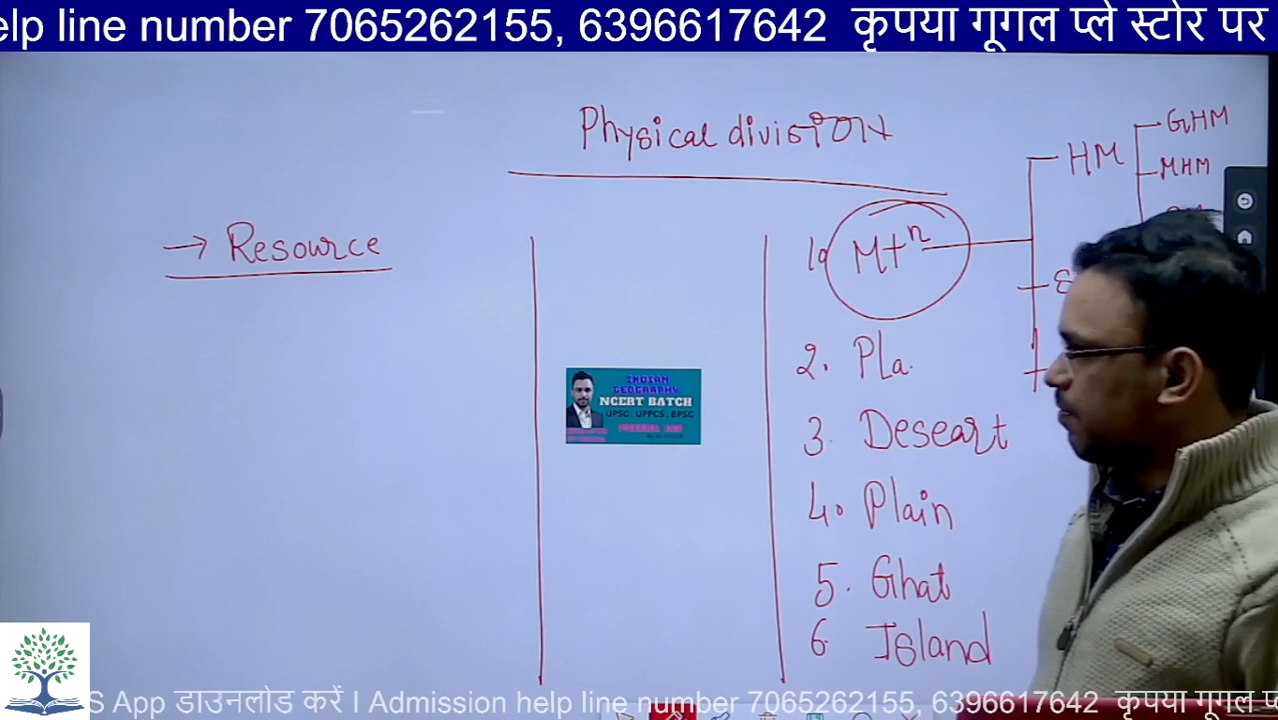 elp line number 7065262155, 6396617642 कृपया गूगल प्ले स्टोर पर
Physical division
→ Resource
1. Mtn
HM
GHM
MHM
2. Pla.
3. Deseart
4. Plain
5. Ghat
6. Island
INDIAN
GEOGRAPHY
NCERT BATCH
UPSC : UPPCS : BPSC
S App डाउनलोड करें I Admission help line number 7065262155, 6396617642 कृपया गूगल प्